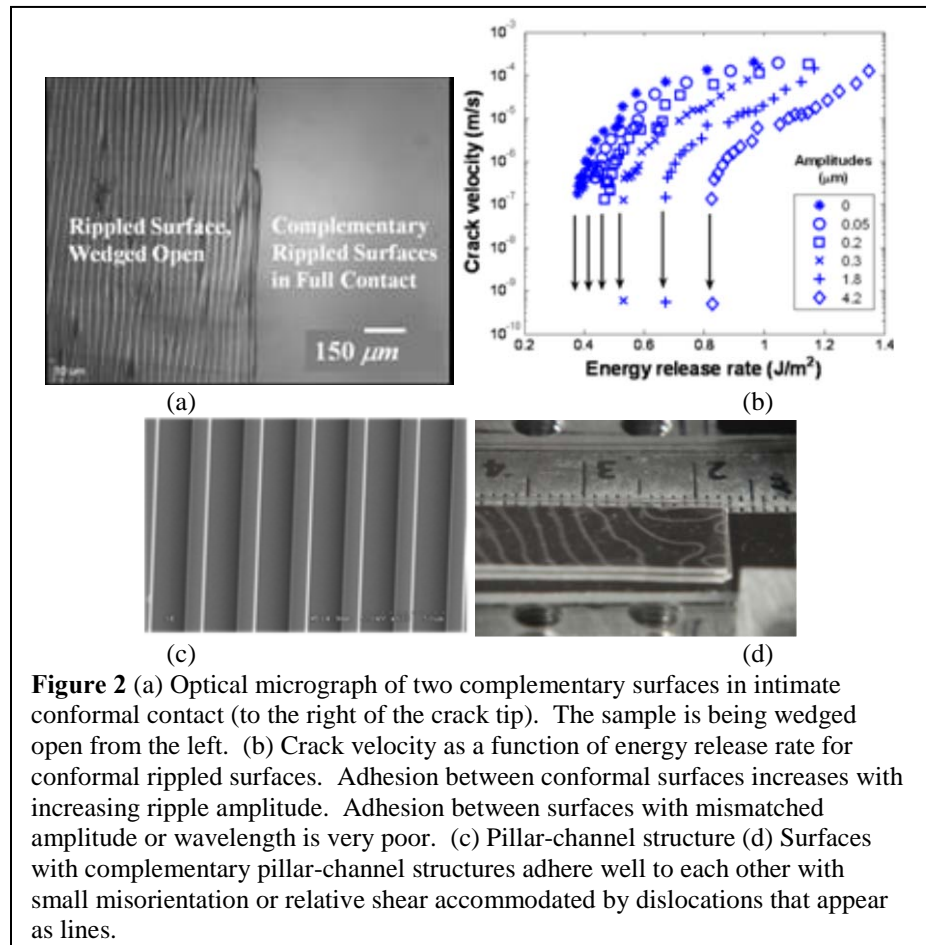 Rippled Surface,
Wedged Open
Complementary
Rippled Surfaces
in Full Contact
150 μm
10 μm
(a)
(b)
Crack velocity (m/s)
10⁻³
10⁻⁴
10⁻⁵
10⁻⁶
10⁻⁷
10⁻⁸
10⁻⁹
10⁻¹⁰
Amplitudes
(μm)
0
0.05
0.2
0.3
1.8
4.2
0.2 0.4 0.6 0.8 1 1.2 1.4
Energy release rate (J/m²)
4 3 2
(c)
(d)
Figure 2 (a) Optical micrograph of two complementary surfaces in intimate
conformal contact (to the right of the crack tip). The sample is being wedged
open from the left. (b) Crack velocity as a function of energy release rate for
conformal rippled surfaces. Adhesion between conformal surfaces increases with
increasing ripple amplitude. Adhesion between surfaces with mismatched
amplitude or wavelength is very poor. (c) Pillar-channel structure (d) Surfaces
with complementary pillar-channel structures adhere well to each other with
small misorientation or relative shear accommodated by dislocations that appear
as lines.